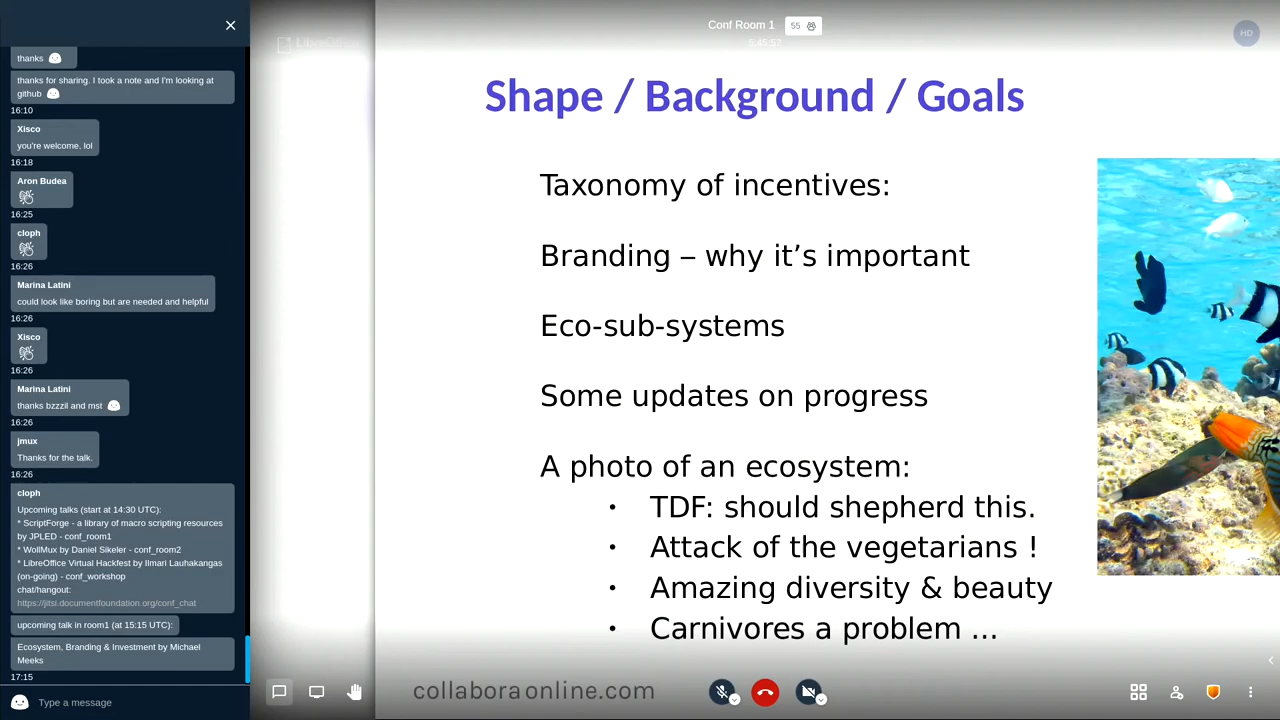 thanks
thanks for sharing. I took a note and I'm looking at
github
16:10
Xisco
you're welcome, lol
16:18
Aron Budea
16:25
cloph
16:26
Marina Latini
could look like boring but are needed and helpful
16:26
Xisco
16:26
Marina Latini
thanks bzzzil and mst
16:26
jmux
Thanks for the talk.
16:26
cloph
Upcoming talks (start at 14:30 UTC):
* ScriptForge - a library of macro scripting resources
by JPLED - conf_room1
* WollMux by Daniel Sikeler - conf_room2
* LibreOffice Virtual Hackfest by Ilmari Lauhakangas
(on-going) - conf_workshop
chat/hangout:
https://jitsi.documentfoundation.org/conf_chat
upcoming talk in room1 (at 15:15 UTC):
Ecosystem, Branding & Investment by Michael
Meeks
17:15
Type a message
Conf Room 1 55
5:45:57
HD
Shape / Background / Goals
Taxonomy of incentives:
Branding – why it's important
Eco-sub-systems
Some updates on progress
A photo of an ecosystem:
• TDF: should shepherd this.
• Attack of the vegetarians !
• Amazing diversity & beauty
• Carnivores a problem ...
collaboraonline.com